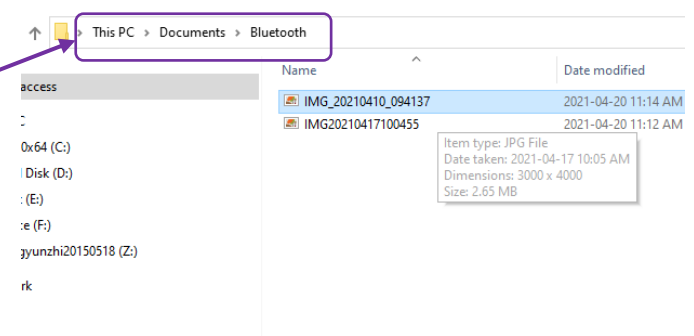 This PC > Documents > Bluetooth
Name Date modified
access
IMG_20210410_094137 2021-04-20 11:14 AM
IMG20210417100455 2021-04-20 11:12 AM
0x64 (C:)
Item type: JPG File
Date taken: 2021-04-17 10:05 AM
Disk (D:)
Dimensions: 3000 x 4000
Size: 2.65 MB
(E:)
e (F:)
gyunzhi20150518 (Z:)
rk